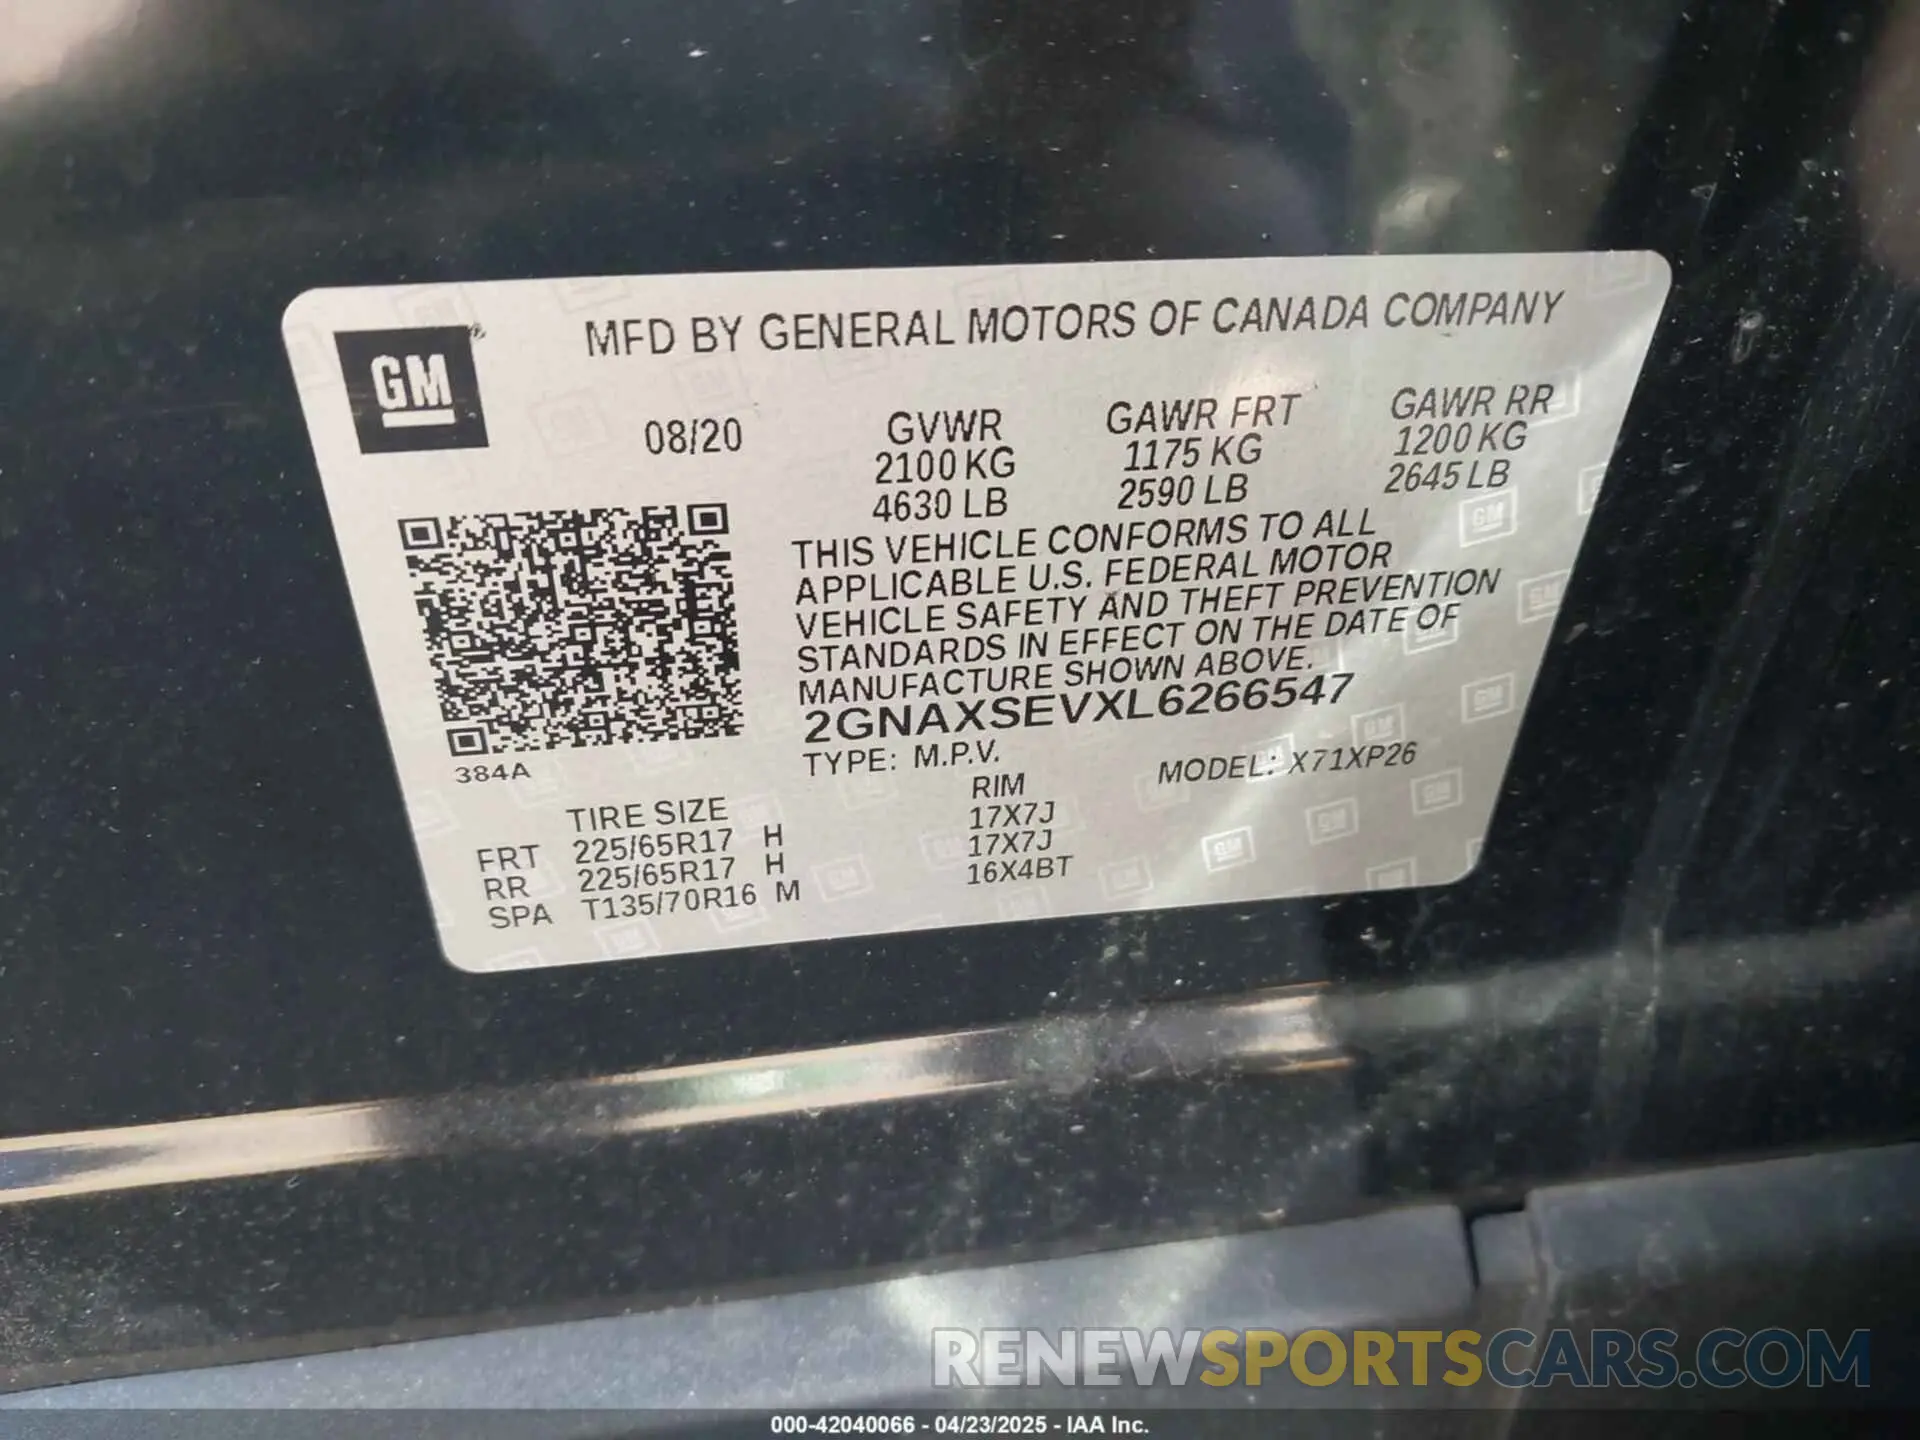 GM
MFD BY GENERAL MOTORS OF CANADA COMPANY
08/20 GVWR GAWR FRT GAWR RR
2100 KG 1175 KG 1200 KG
4630 LB 2590 LB 2645 LB
THIS VEHICLE CONFORMS TO ALL
APPLICABLE U.S. FEDERAL MOTOR
VEHICLE SAFETY AND THEFT PREVENTION
STANDARDS IN EFFECT ON THE DATE OF
MANUFACTURE SHOWN ABOVE.
2GNAXSEVXL6266547
384A
TYPE: M.P.V. MODEL: X71XP26
TIRE SIZE RIM
FRT 225/65R17 H 17X7J
RR 225/65R17 H 17X7J
SPA T135/70R16 M 16X4BT
RENEWSPORTSCARS.COM
000-42040066 - 04/23/2025 - IAA Inc.